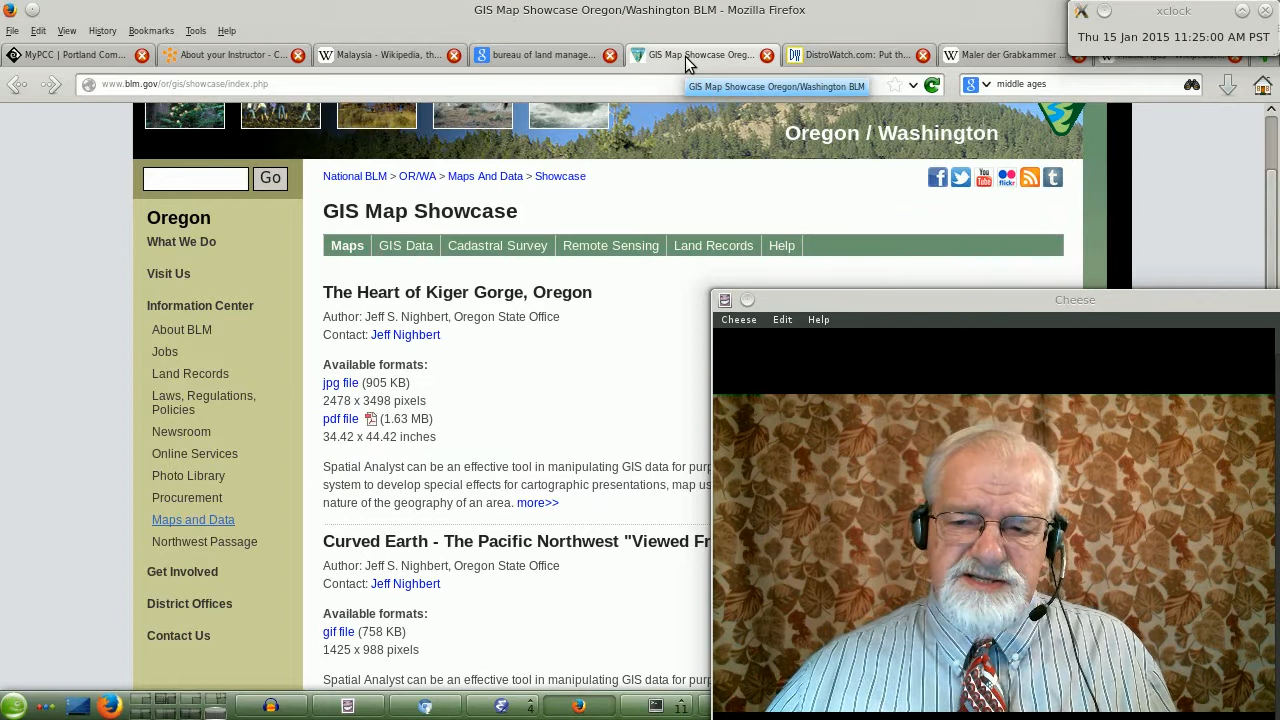 GIS Map Showcase Oregon/Washington BLM - Mozilla Firefox
xclock
File Edit View History Bookmarks Tools Help
Thu 15 Jan 2015 11:25:00 AM PST
MyPCC | Portland Com...
About your Instructor - C...
Malaysia - Wikipedia, th...
bureau of land manage...
GIS Map Showcase Oreg...
DistroWatch.com: Put th...
Maler der Grabkammer
www.blm.gov/or/gis/showcase/index.php
GIS Map Showcase Oregon/Washington BLM
middle ages
Oregon / Washington
Go
National BLM > OR/WA > Maps And Data > Showcase
Oregon
What We Do
Visit Us
Information Center
About BLM
Jobs
Land Records
Laws, Regulations,
Policies
Newsroom
Online Services
Photo Library
Procurement
Maps and Data
Northwest Passage
Get Involved
District Offices
Contact Us
GIS Map Showcase
Maps GIS Data Cadastral Survey Remote Sensing Land Records Help
The Heart of Kiger Gorge, Oregon
Author: Jeff S. Nighbert, Oregon State Office
Contact: Jeff Nighbert
Available formats:
jpg file (905 KB)
2478 x 3498 pixels
pdf file (1.63 MB)
34.42 x 44.42 inches
Spatial Analyst can be an effective tool in manipulating GIS data for purp
system to develop special effects for cartographic presentations, map us
nature of the geography of an area. more>>
Curved Earth - The Pacific Northwest "Viewed Fr
Author: Jeff S. Nighbert, Oregon State Office
Contact: Jeff Nighbert
Available formats:
gif file (758 KB)
1425 x 988 pixels
Spatial Analyst can be an effective tool in manipulating GIS data for purp
Cheese
Cheese Edit Help
4
11